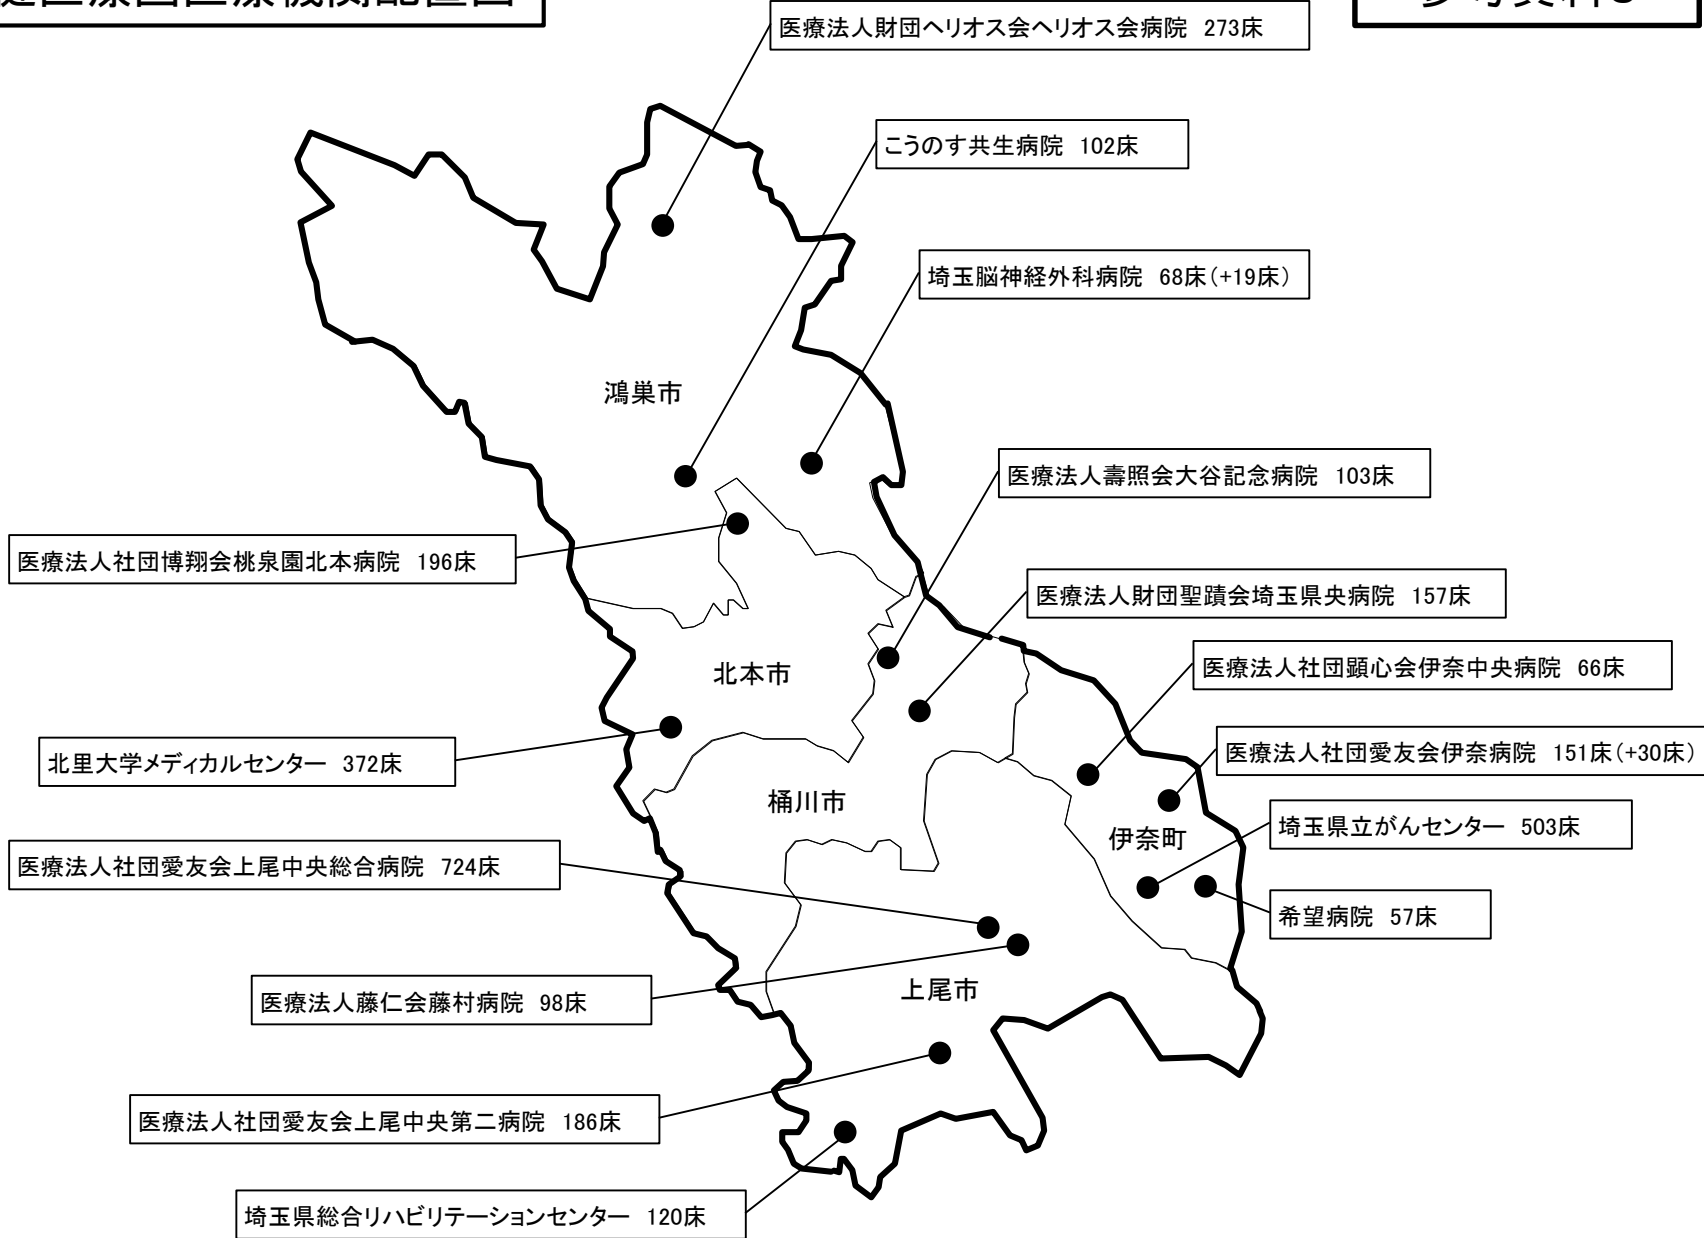 医療圏医療機関配置図
参考資料
医療法人財団ヘリオス会ヘリオス会病院 273床
こうのす共生病院 102床
埼玉脳神経外科病院 68床(+19床)
鴻巣市
医療法人壽照会大谷記念病院 103床
医療法人社団博翔会桃泉園北本病院 196床
医療法人財団聖蹟会埼玉県央病院 157床
医療法人社団顕心会伊奈中央病院 66床
北本市
北里大学メディカルセンター 372床
医療法人社団愛友会伊奈病院 151床(+30床)
桶川市
埼玉県立がんセンター 503床
伊奈町
医療法人社団愛友会上尾中央総合病院 724床
希望病院 57床
医療法人藤仁会藤村病院 98床
上尾市
医療法人社団愛友会上尾中央第二病院 186床
埼玉県総合リハビリテーションセンター 120床